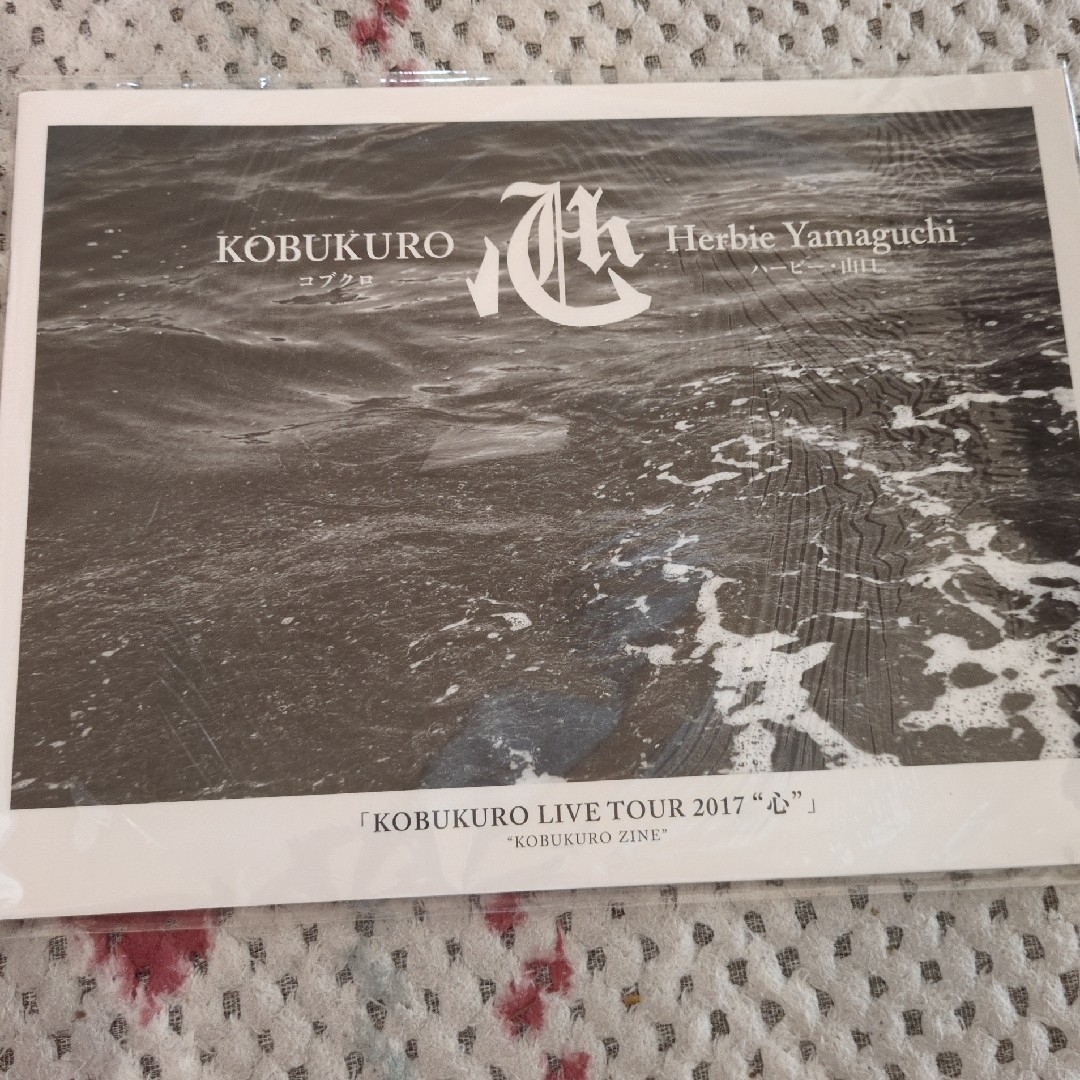 KOBUKURO
コブクロ
心
Herbie Yamaguchi
ハービー・山口
「KOBUKURO LIVE TOUR 2017 “心”」
“KOBUKURO ZINE”